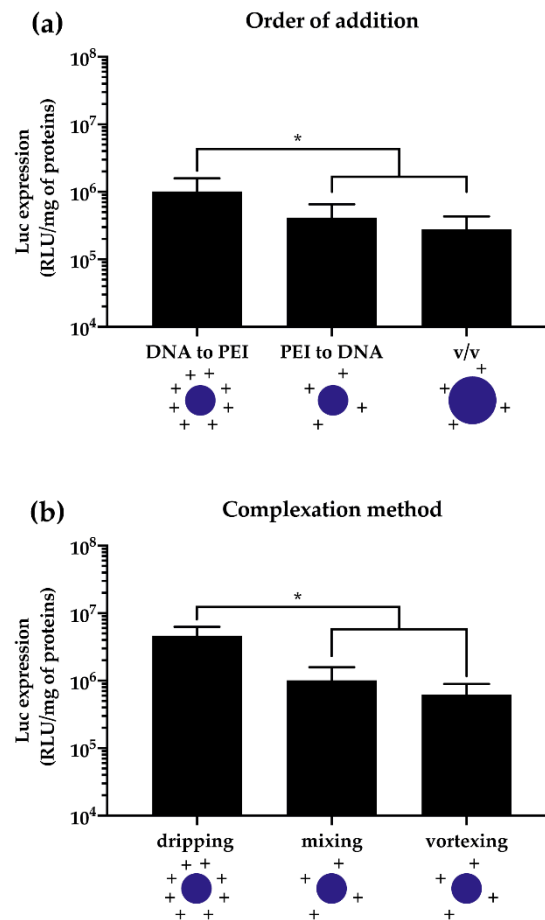 (a) Order of addition
Luc expression
(RLU/mg of proteins)
10⁸
10⁷
10⁶
10⁵
10⁴
*
DNA to PEI PEI to DNA v/v
+ + + + + + + +
+ + + +
+ + + +
(b) Complexation method
Luc expression
(RLU/mg of proteins)
10⁸
10⁷
10⁶
10⁵
10⁴
*
dripping mixing vortexing
+ + + + + + + +
+ + + +
+ + + +